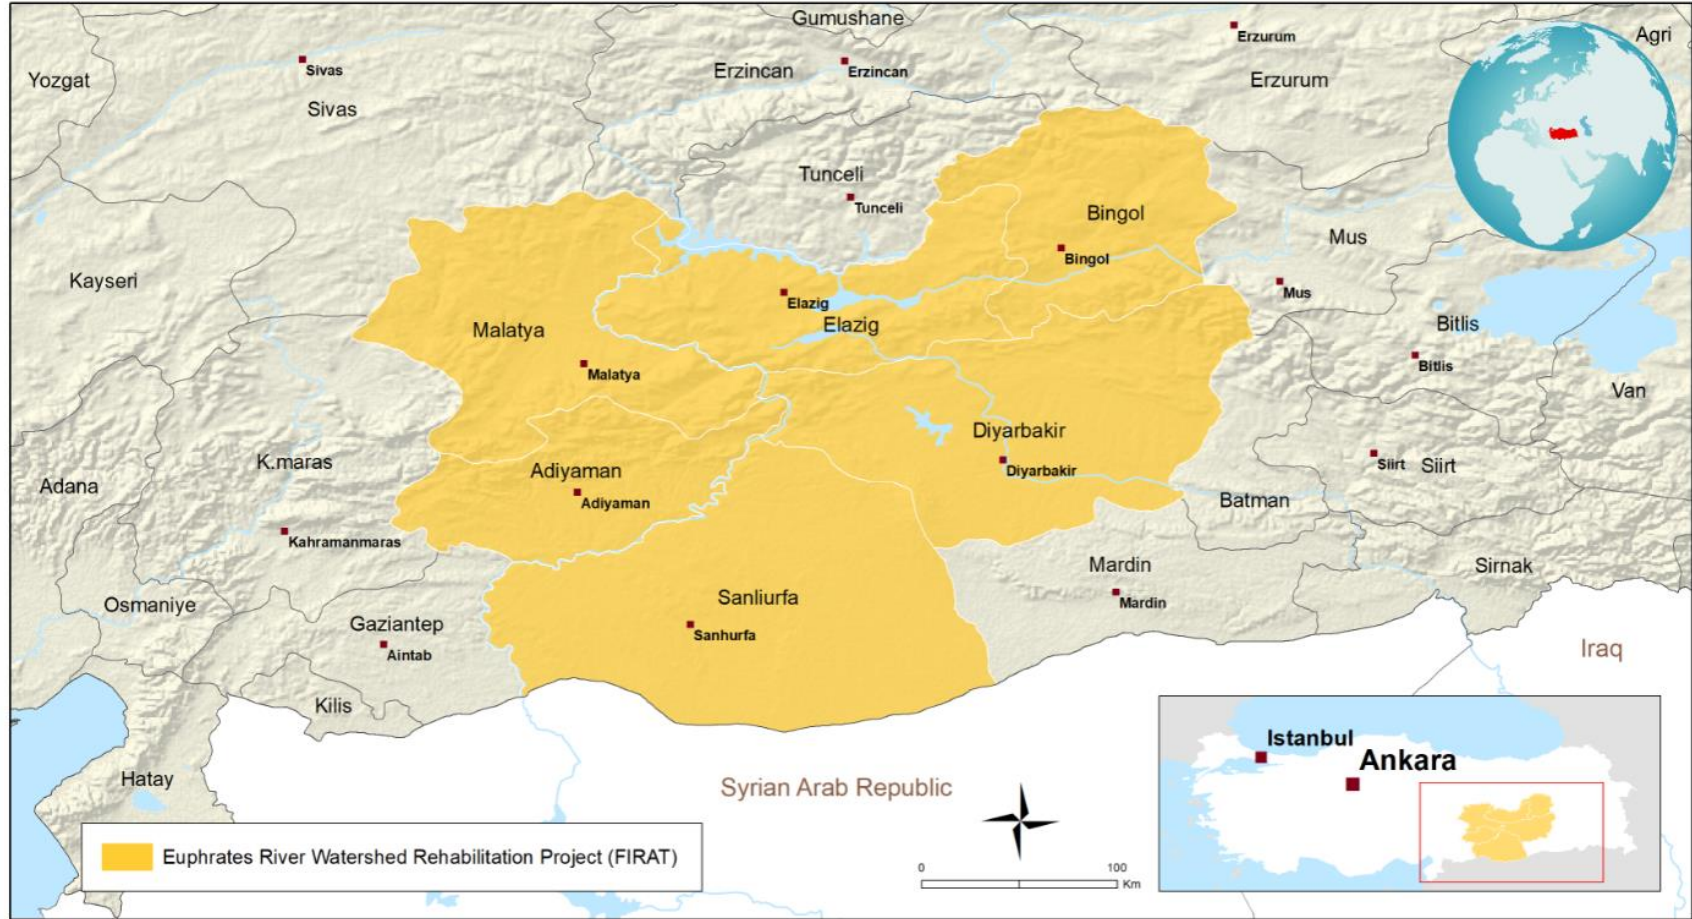 Gumushane
Agri
Erzurum
Yozgat
Sivas
Erzincan
Erzincan
Erzurum
Sivas
Tunceli
Tunceli
Bingol
Bingol
Mus
Mus
Kayseri
Elazig
Elazig
Malatya
Malatya
Bitlis
Bitlis
Van
Diyarbakir
Diyarbakir
K.maras
Adiyaman
Adiyaman
Siirt
Siirt
Adana
Batman
Kahramanmaras
Mardin
Mardin
Sirnak
Osmaniye
Sanliurfa
Sanhurfa
Gaziantep
Aintab
Iraq
Kilis
Hatay
Syrian Arab Republic
Istanbul
Ankara
Euphrates River Watershed Rehabilitation Project (FIRAT)
0 100
Km